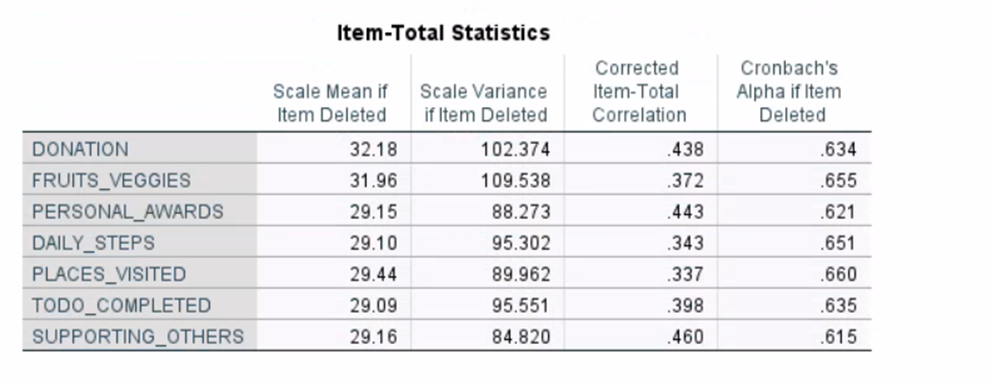 Item-Total Statistics
Scale Mean if Item Deleted Scale Variance if Item Deleted Corrected Item-Total Correlation Cronbach's Alpha if Item Deleted
DONATION 32.18 102.374 .438 .634
FRUITS_VEGGIES 31.96 109.538 .372 .655
PERSONAL_AWARDS 29.15 88.273 .443 .621
DAILY_STEPS 29.10 95.302 .343 .651
PLACES_VISITED 29.44 89.962 .337 .660
TODO_COMPLETED 29.09 95.551 .398 .635
SUPPORTING_OTHERS 29.16 84.820 .460 .615